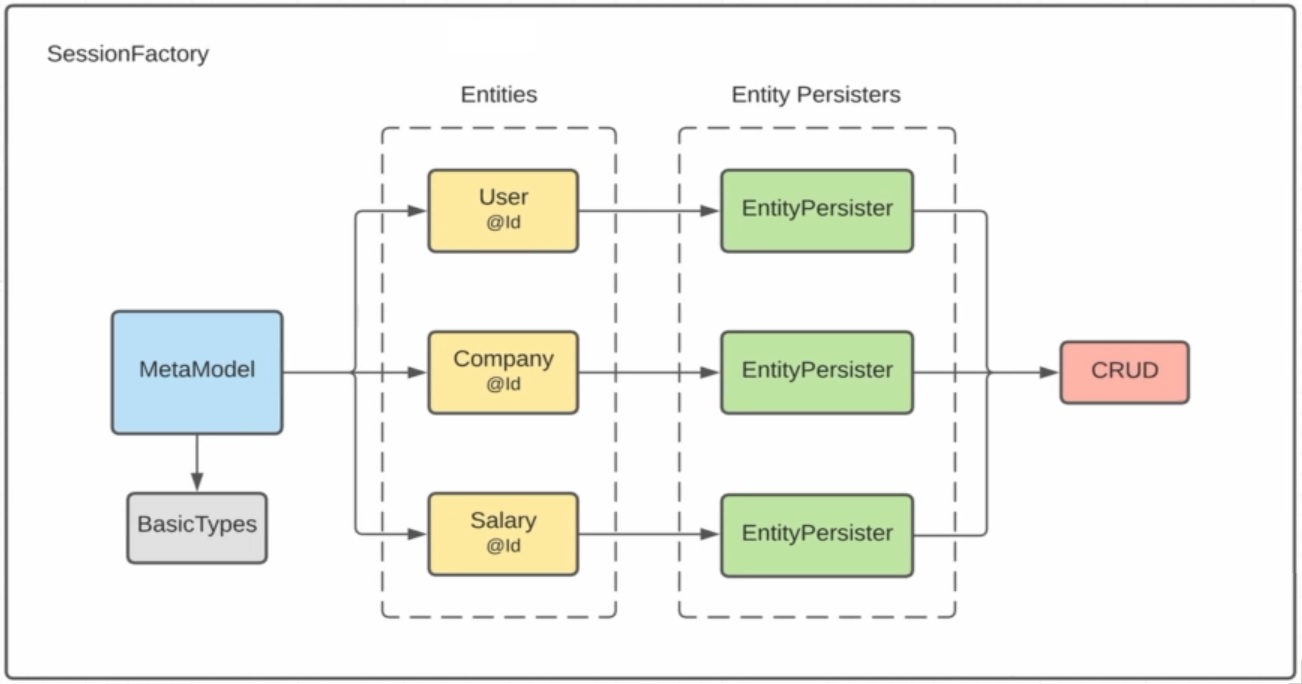 SessionFactory
Entities
Entity Persisters
User
@Id
EntityPersister
MetaModel
Company
@Id
EntityPersister
CRUD
BasicTypes
Salary
@Id
EntityPersister